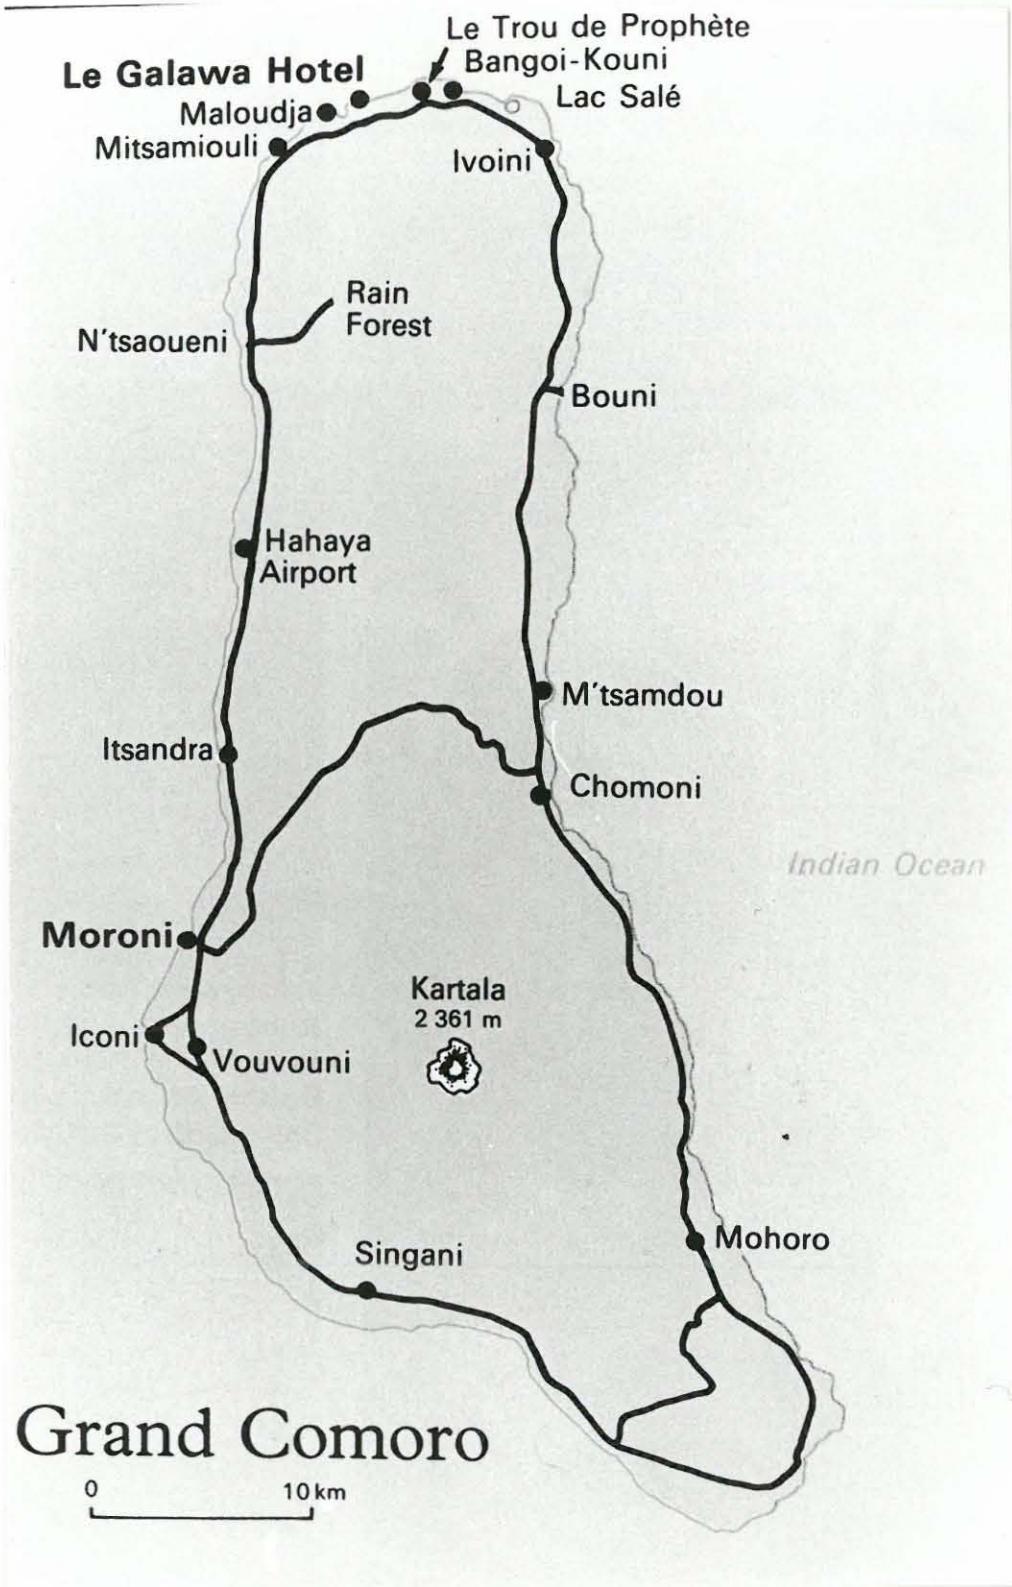 Le Trou de Prophète
Bangoi-Kouni
Le Galawa Hotel
Lac Salé
Maloudja
Mitsamiouli
Ivoini
Rain
Forest
N'tsaoueni
Bouni
Hahaya
Airport
M'tsamdou
Itsandra
Chomoni
Indian Ocean
Moroni
Kartala
2 361 m
Iconi
Vouvouni
Mohoro
Singani
Grand Comoro
0 10 km